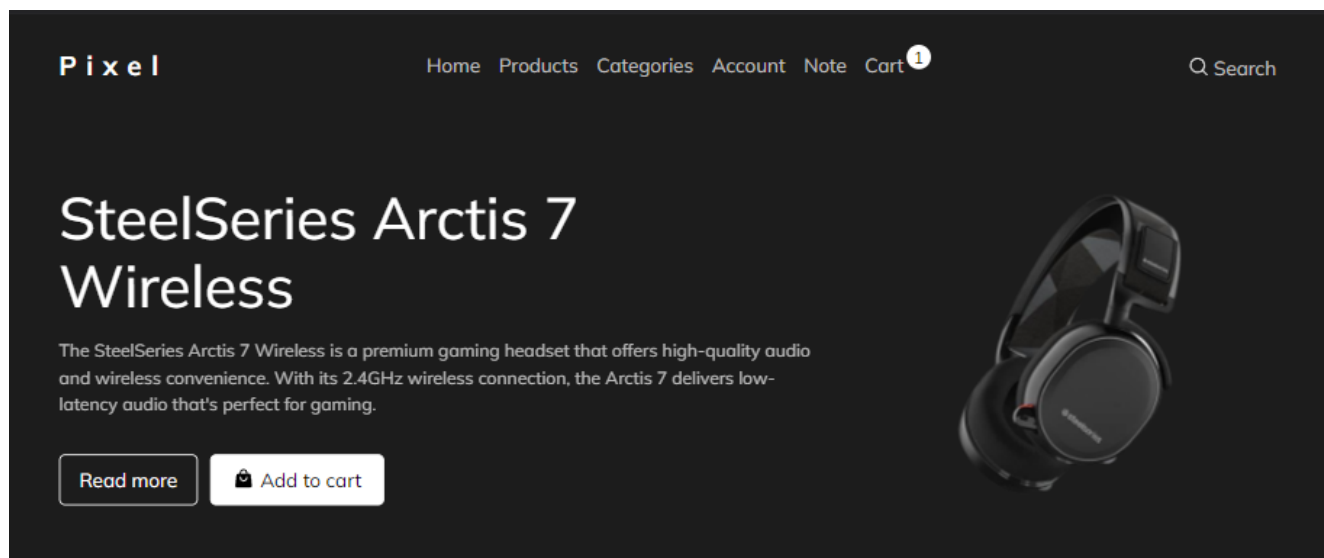 Pixel
Home Products Categories Account Note Cart 1
Search
SteelSeries Arctis 7
Wireless
The SteelSeries Arctis 7 Wireless is a premium gaming headset that offers high-quality audio
and wireless convenience. With its 2.4GHz wireless connection, the Arctis 7 delivers low-
latency audio that's perfect for gaming.
Read more
Add to cart
steelseries